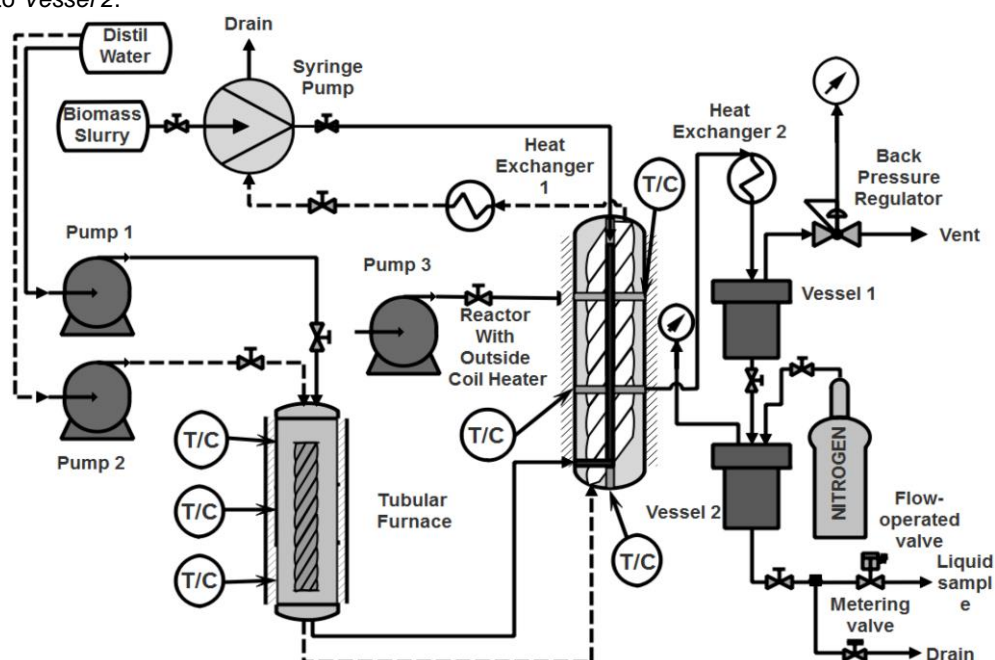 to Vessel 2.
Drain
Distil
Water
Syringe
Pump
Biomass
Slurry
Heat
Exchanger
1
Heat
Exchanger 2
Back
Pressure
Regulator
T/C
Vent
Pump 1
Pump 3
Vessel 1
Reactor
With
Outside
Coil Heater
T/C
Pump 2
T/C
T/C
T/C
Tubular
Furnace
T/C
Vessel 2
NITROGEN
Flow-
operated
valve
Liquid
sampl
e
Metering
valve
Drain